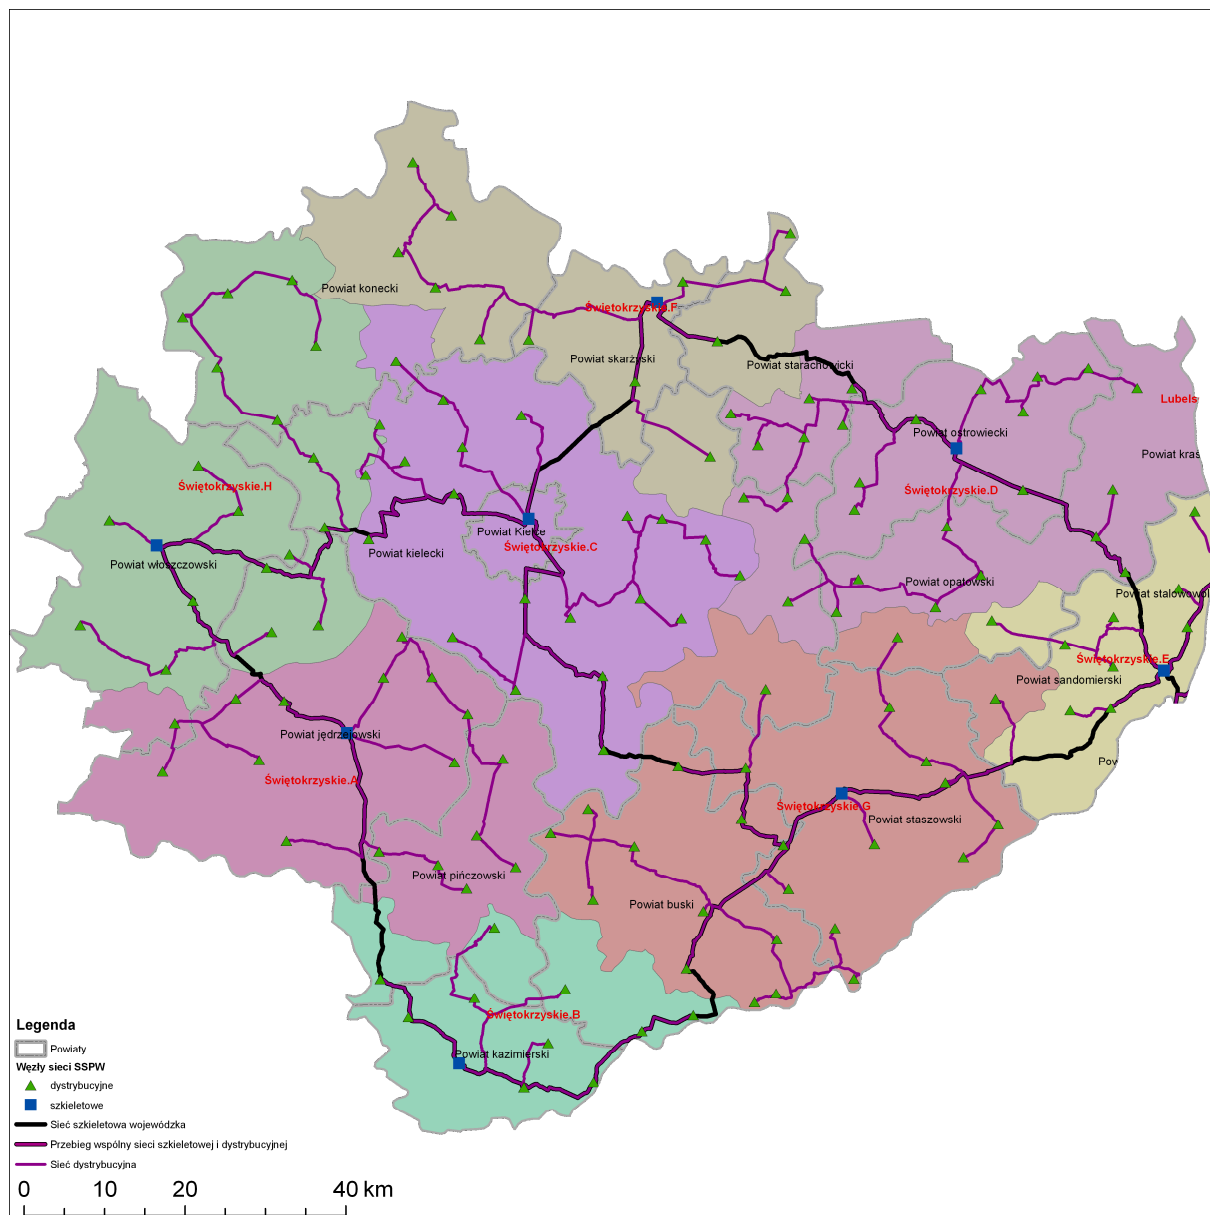 Powiat konecki
Świętokrzyskie.F
Powiat skarżyski
Powiat starachowicki
Lubels
Powiat ostrowiecki
Powiat kras
Świętokrzyskie.H
Świętokrzyskie.D
Powiat Kielce
Świętokrzyskie.C
Powiat kielecki
Powiat włoszczowski
Powiat opatowski
Powiat stalowowol
Świętokrzyskie.E
Powiat sandomierski
Powiat jędrzejowski
Pow
Świętokrzyskie.A
Świętokrzyskie.G
Powiat staszowski
Powiat pińczowski
Powiat buski
Świętokrzyskie.B
Powiat kazimierski
Legenda
Powiaty
Węzły sieci SSPW
dystrybucyjne
szkieletowe
Sieć szkieletowa wojewódzka
Przebieg wspólny sieci szkieletowej i dystrybucyjnej
Sieć dystrybucyjna
0 10 20 40 km